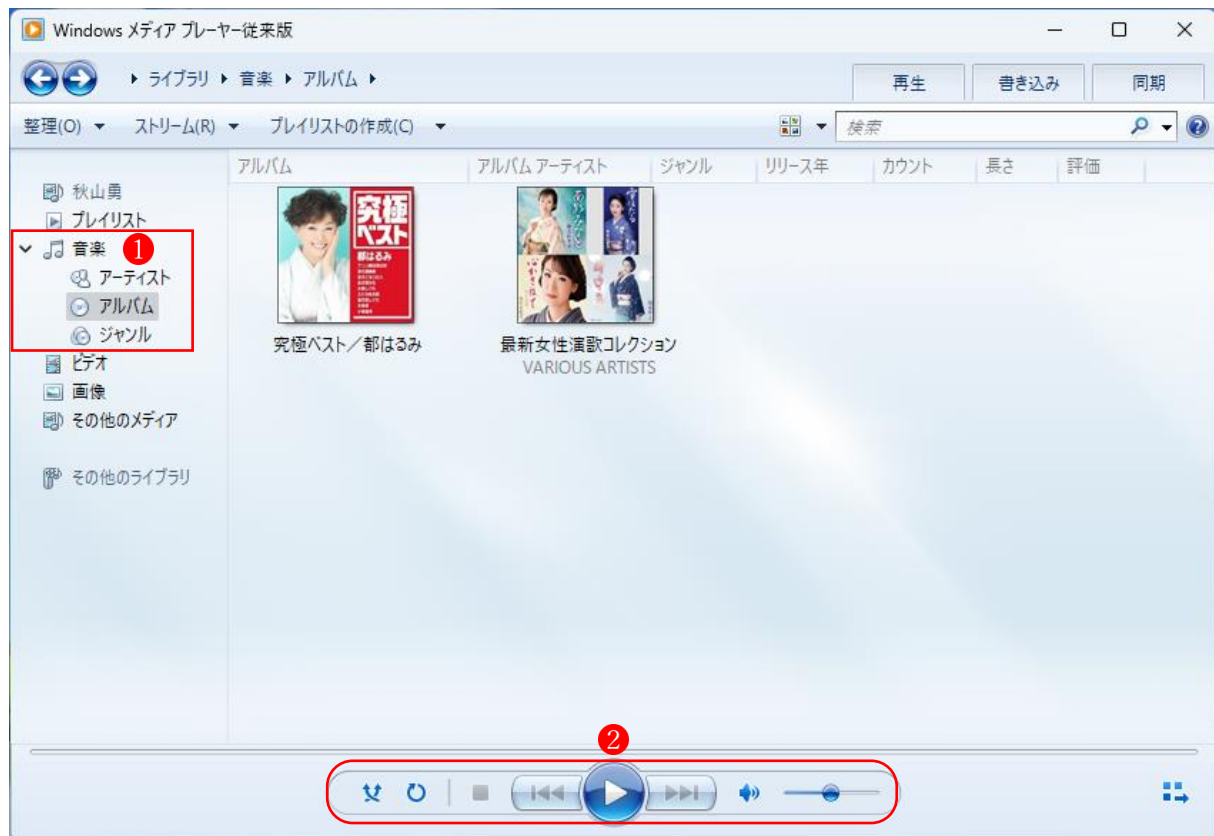 Windows メディア プレーヤー従来版
ライブラリ 音楽 アルバム
再生 書き込み 同期
整理(O) ストリーム(R) プレイリストの作成(C) 検索
アルバム アルバム アーティスト ジャンル リリース年 カウント 長さ 評価
秋山勇
プレイリスト
音楽 1
アーティスト
アルバム
ジャンル
ビデオ
画像
その他のメディア
その他のライブラリ
究極
ベスト
都はるみ
究極ベスト/都はるみ
最新女性演歌コレクション
VARIOUS ARTISTS
2